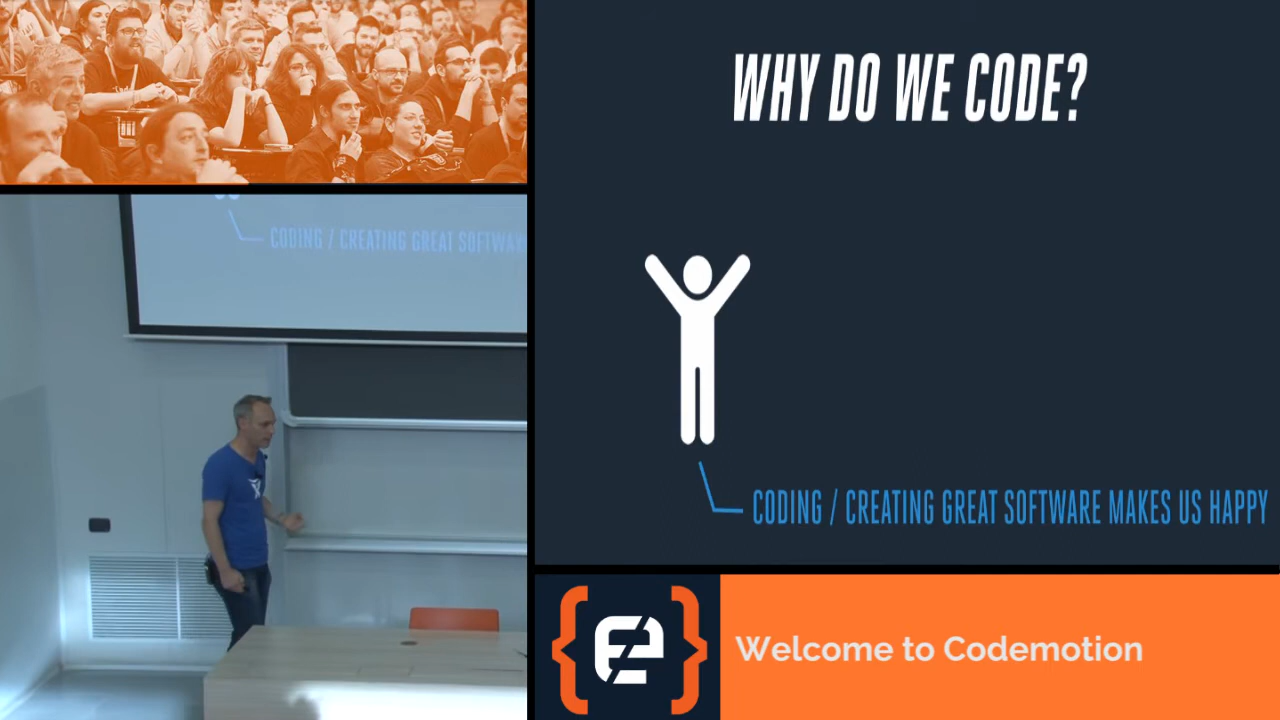 WHY DO WE CODE?
CODING / CREATING GREAT SOFTWARE MAKES US HAPPY
CODING / CREATING GREAT SOFTWAR
Welcome to Codemotion